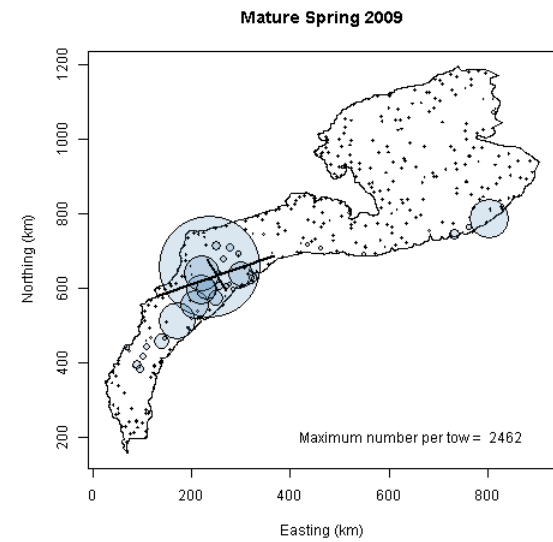 Mature Spring 2009
1200
1000
800
600
400
200
Northing (km)
Maximum number per tow = 2462
0 200 400 600 800
Easting (km)